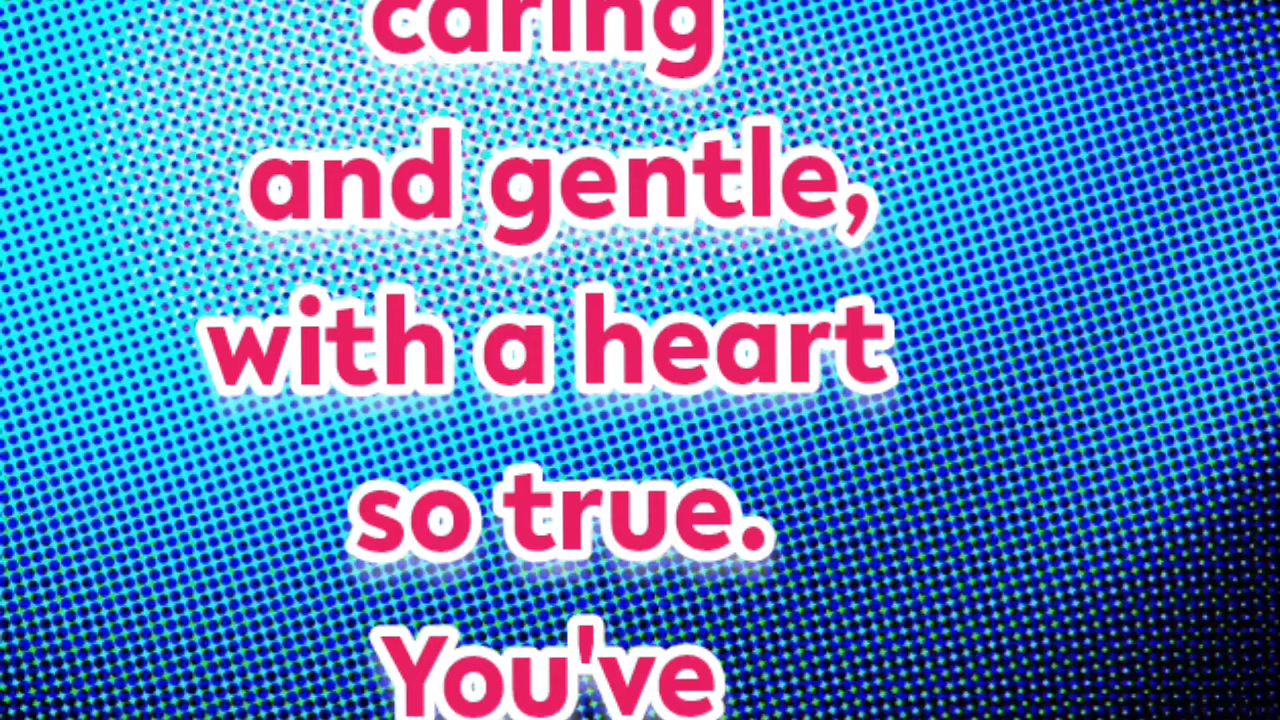 caring
and gentle,
with a heart
so true.
You've